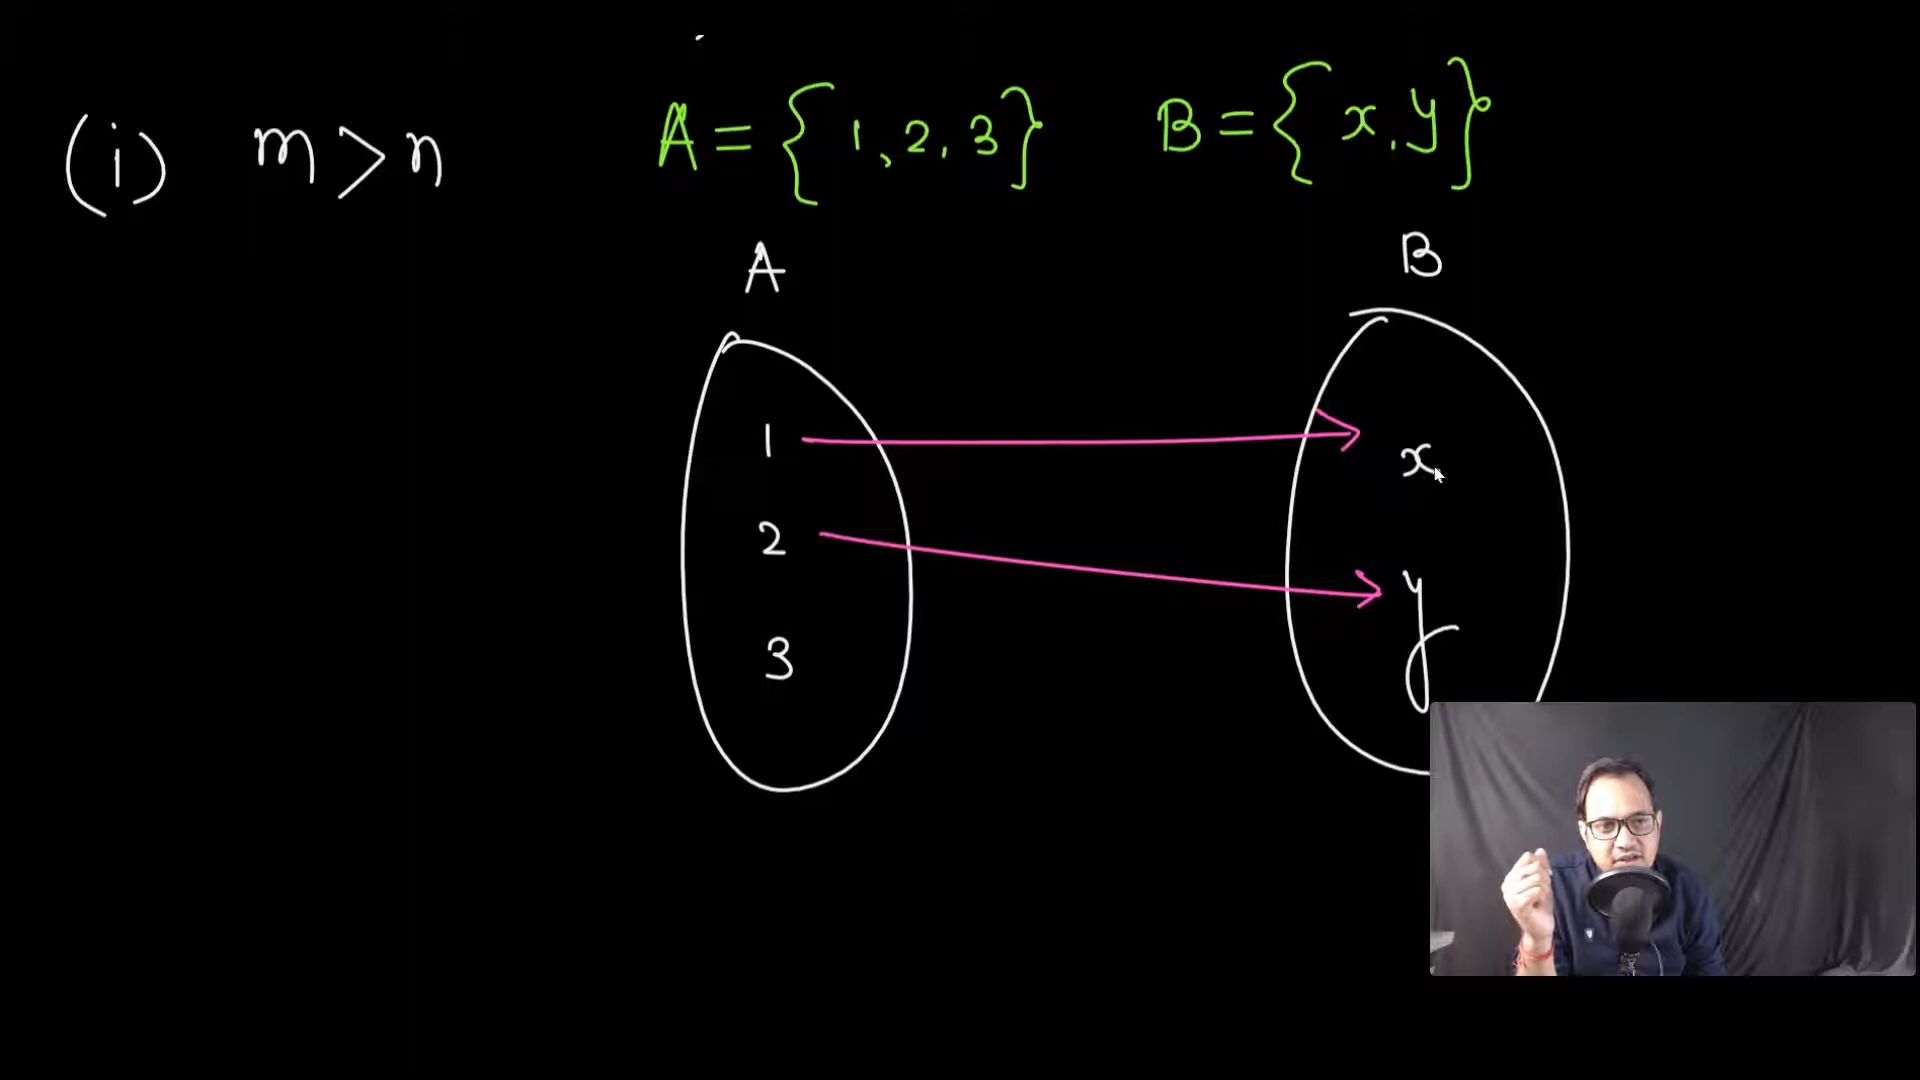 (i) m > n A = { 1, 2, 3 } B = { x, y }
A B
1 x
2 y
3